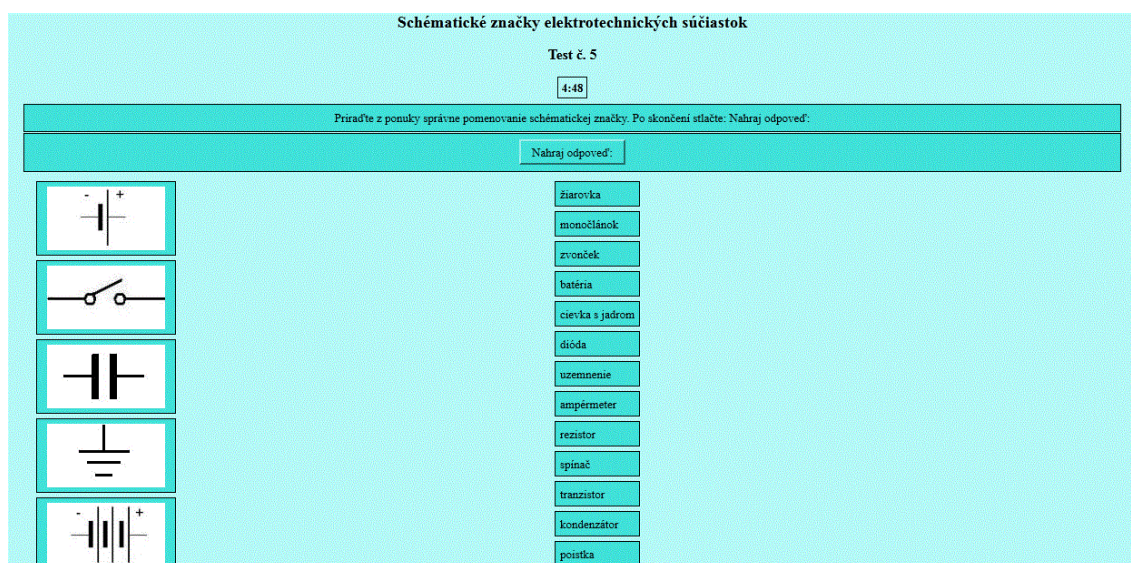 Schématické značky elektrotechnických súčiastok
Test č. 5
4:48
Priraďte z ponuky správne pomenovanie schématickej značky. Po skončení stlačte: Nahraj odpoveď:
Nahraj odpoveď:
- +
- +
žiarovka
monočlánok
zvonček
batéria
cievka s jadrom
dióda
uzemnenie
ampérmeter
rezistor
spínač
tranzistor
kondenzátor
poistka